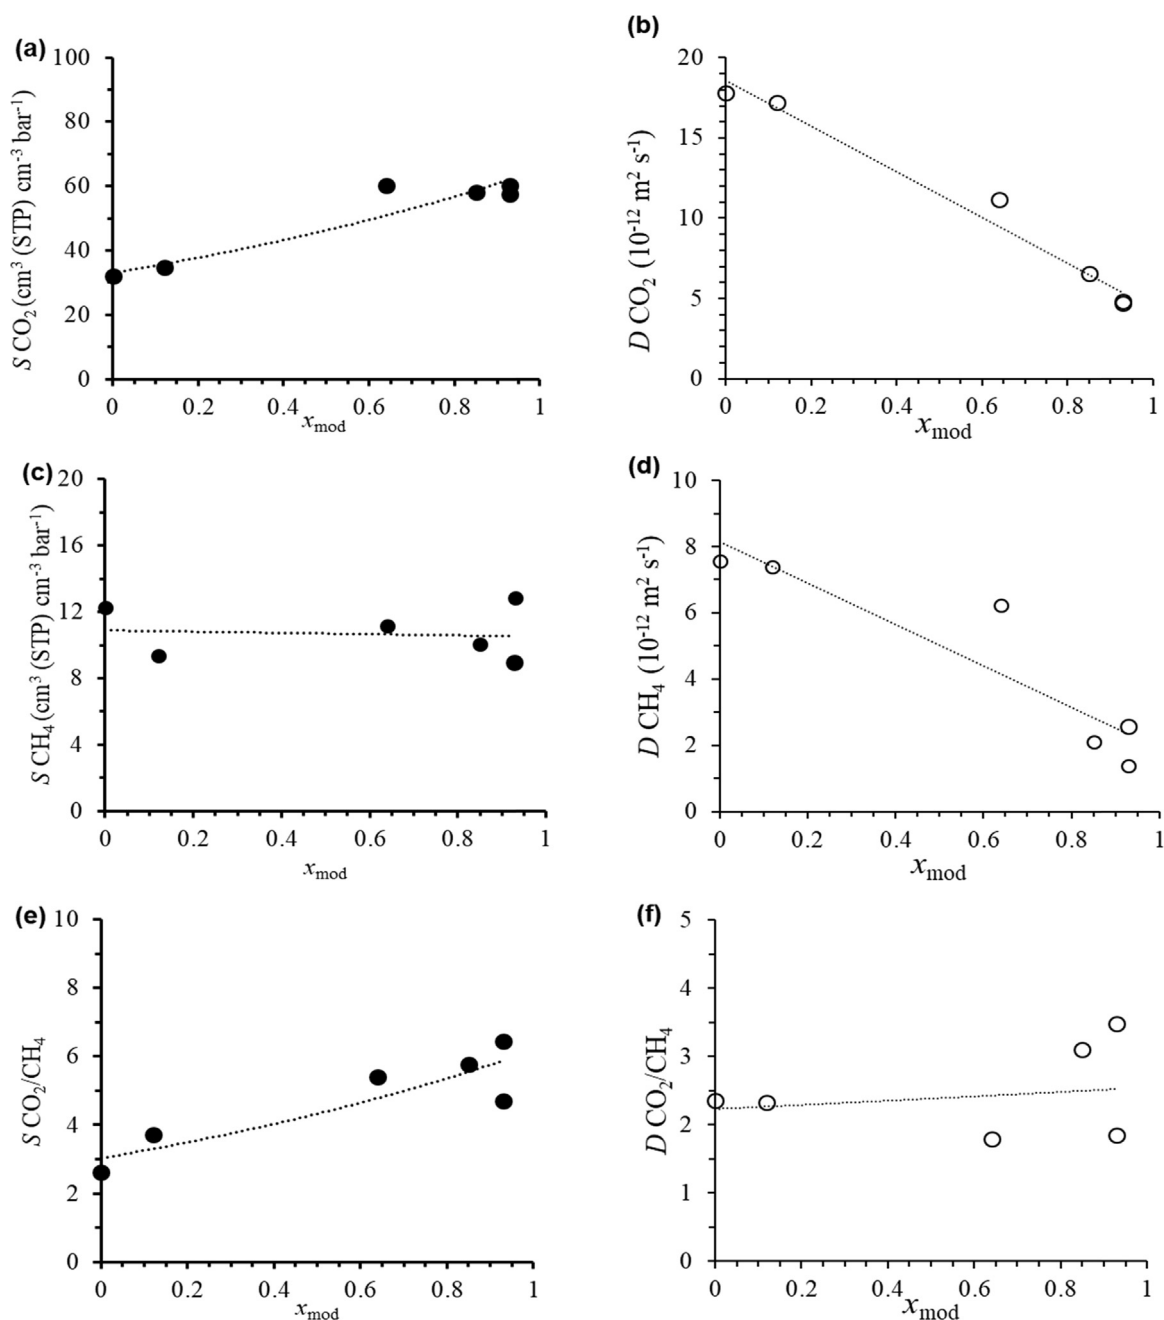 (a)
100
80
60
40
20
0
S CO2 (cm3 (STP) cm-3 bar-1)
0 0.2 0.4 0.6 0.8 1
xmod
(b)
20
15
10
5
0
D CO2 (10-12 m2 s-1)
0 0.2 0.4 0.6 0.8 1
xmod
(c)
20
16
12
8
4
0
S CH4 (cm3 (STP) cm-3 bar-1)
0 0.2 0.4 0.6 0.8 1
xmod
(d)
10
8
6
4
2
0
D CH4 (10-12 m2 s-1)
0 0.2 0.4 0.6 0.8 1
xmod
(e)
10
8
6
4
2
0
S CO2/CH4
0 0.2 0.4 0.6 0.8 1
xmod
(f)
5
4
3
2
1
0
D CO2/CH4
0 0.2 0.4 0.6 0.8 1
xmod